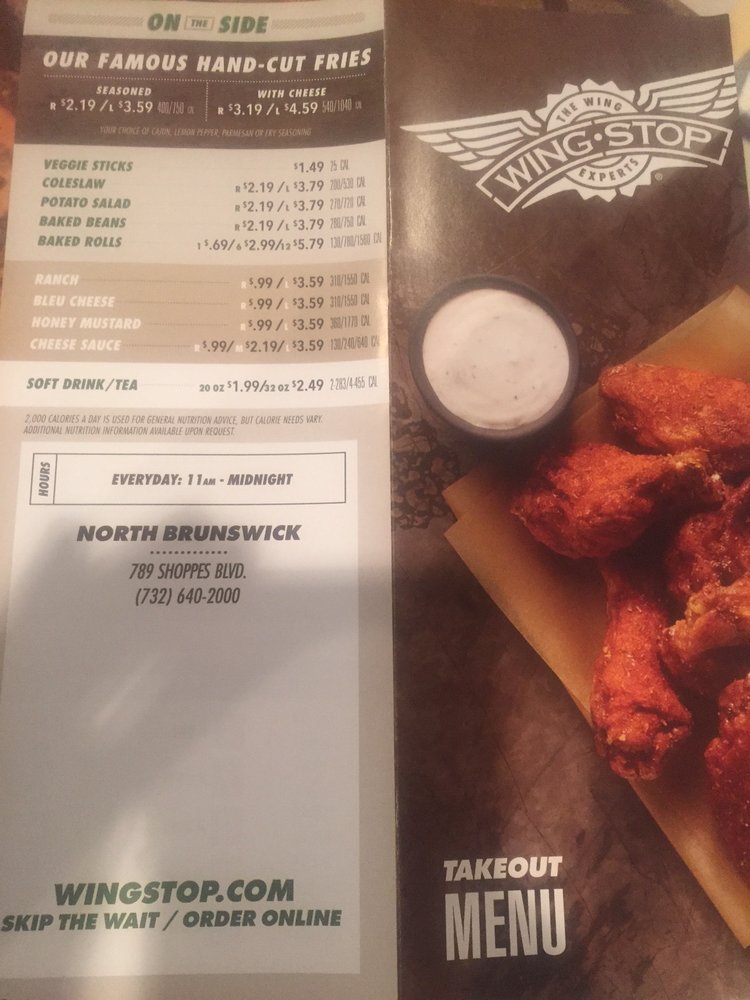 ON THE SIDE
OUR FAMOUS HAND-CUT FRIES
SEASONED
R $2.19 / L $3.59 400/750 CAL
WITH CHEESE
R $3.19 / L $4.59 540/1040 CAL
YOUR CHOICE OF CAJUN, LEMON PEPPER, PARMESAN OR FRY SEASONING
VEGGIE STICKS $1.49 25 CAL
COLESLAW R $2.19 / L $3.79 200/530 CAL
POTATO SALAD R $2.19 / L $3.79 270/720 CAL
BAKED BEANS R $2.19 / L $3.79 280/750 CAL
BAKED ROLLS 1 $.69/6 $2.99/12 $5.79 130/780/1560 CAL
RANCH R $.99 / L $3.59 310/1550 CAL
BLEU CHEESE R $.99 / L $3.59 310/1550 CAL
HONEY MUSTARD R $.99 / L $3.59 360/1770 CAL
CHEESE SAUCE R $.99/ M $2.19/ L $3.59 130/240/640 CAL
SOFT DRINK/TEA 20 OZ $1.99/32 OZ $2.49 2-283/4-455 CAL
2,000 CALORIES A DAY IS USED FOR GENERAL NUTRITION ADVICE, BUT CALORIE NEEDS VARY.
ADDITIONAL NUTRITION INFORMATION AVAILABLE UPON REQUEST.
HOURS
EVERYDAY: 11AM - MIDNIGHT
NORTH BRUNSWICK
789 SHOPPES BLVD.
(732) 640-2000
WINGSTOP.COM
SKIP THE WAIT / ORDER ONLINE
THE WING
WING•STOP
EXPERTS ®
TAKEOUT
MENU